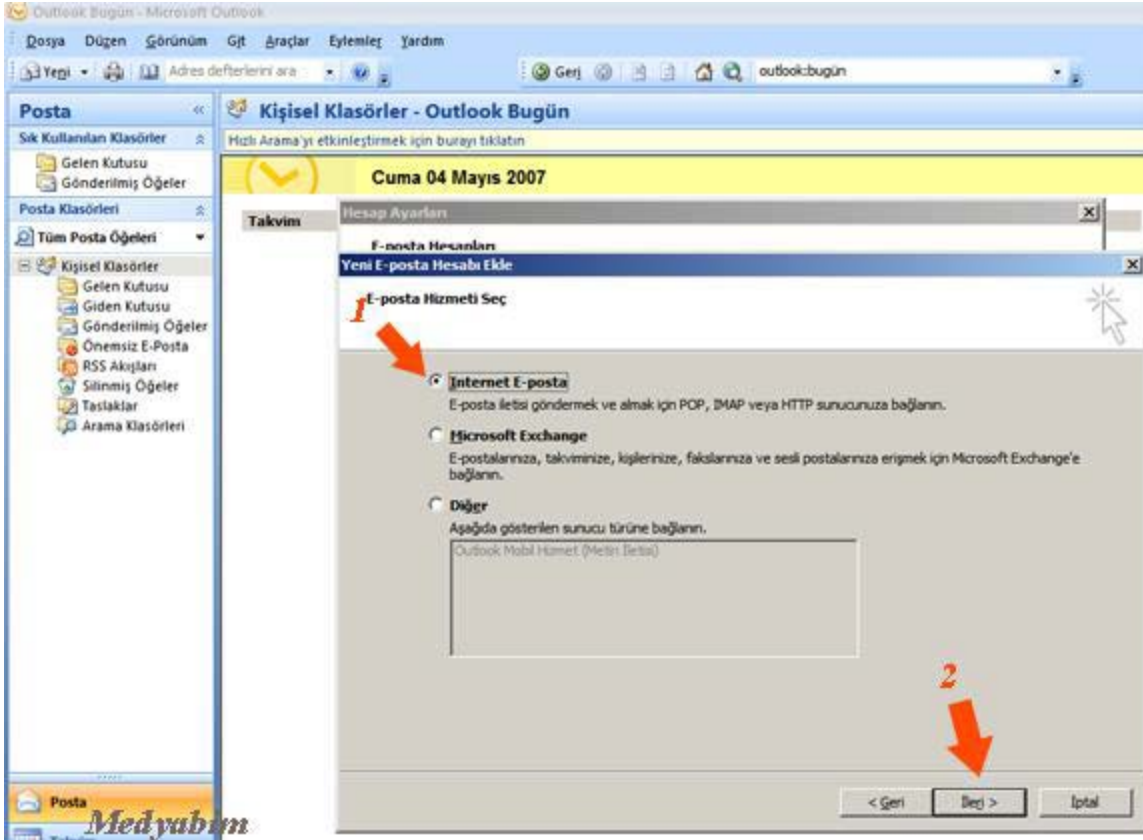 Outlook Bugün - Microsoft Outlook
Dosya Düzen Görünüm Git Araçlar Eylemler Yardım
Yeni Adres defterlerini ara Geri outlook:bugün
Posta
Kişisel Klasörler - Outlook Bugün
Sık Kullanılan Klasörler
Hızlı Arama'yı etkinleştirmek için burayı tıklatın
Gelen Kutusu
Gönderilmiş Öğeler
Cuma 04 Mayıs 2007
Posta Klasörleri
Tüm Posta Öğeleri
Takvim
Kişisel Klasörler
Gelen Kutusu
Giden Kutusu
Gönderilmiş Öğeler
Önemsiz E-Posta
RSS Akışları
Silinmiş Öğeler
Taslaklar
Arama Klasörleri
Hesap Ayarları
E-posta Hesapları
Yeni E-posta Hesabı Ekle
E-posta Hizmeti Seç
1
Internet E-posta
E-posta iletisi göndermek ve almak için POP, IMAP veya HTTP sunucunuza bağlanın.
Microsoft Exchange
E-postalarınıza, takviminize, kişilerinize, fakslarınıza ve sesli postalarınıza erişmek için Microsoft Exchange'e
bağlanın.
Diğer
Aşağıda gösterilen sunucu türüne bağlanın.
Outlook Mobil Hizmet (Metin İletisi)
2
< Geri İleri > İptal
Posta
Medyabim
Takvim